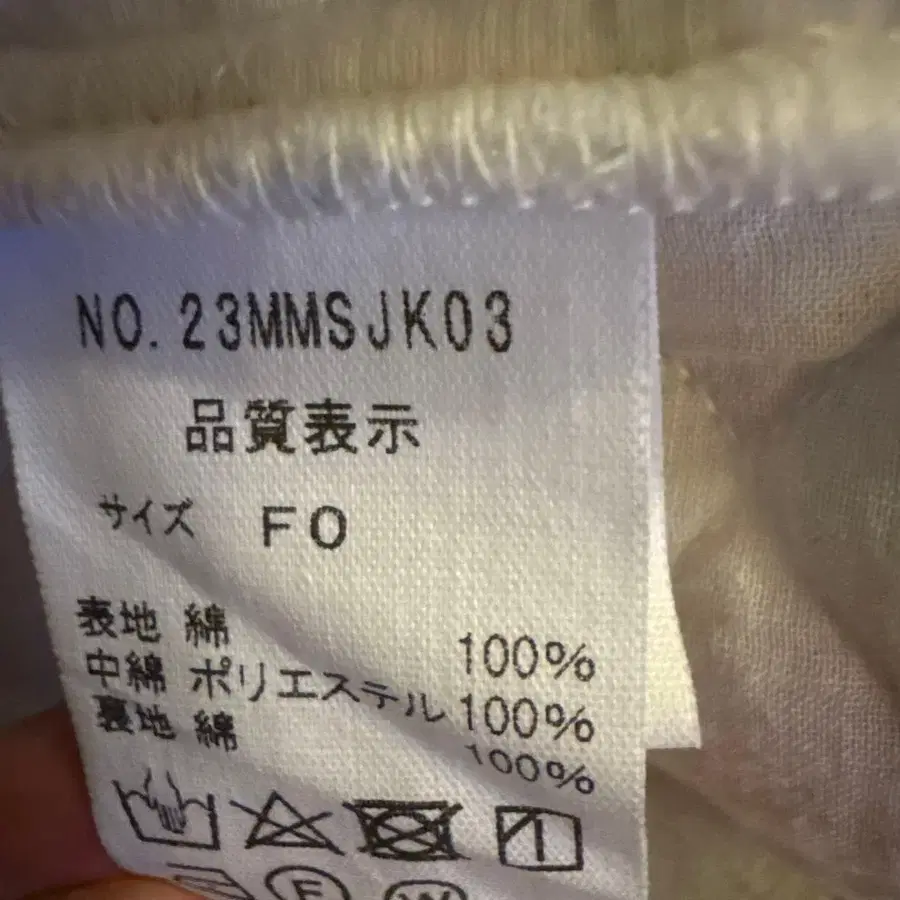 NO.23MMSJK03
品質表示
サイズ FO
表地 綿 100%
中綿 ポリエステル 100%
裏地 綿 100%
F
W